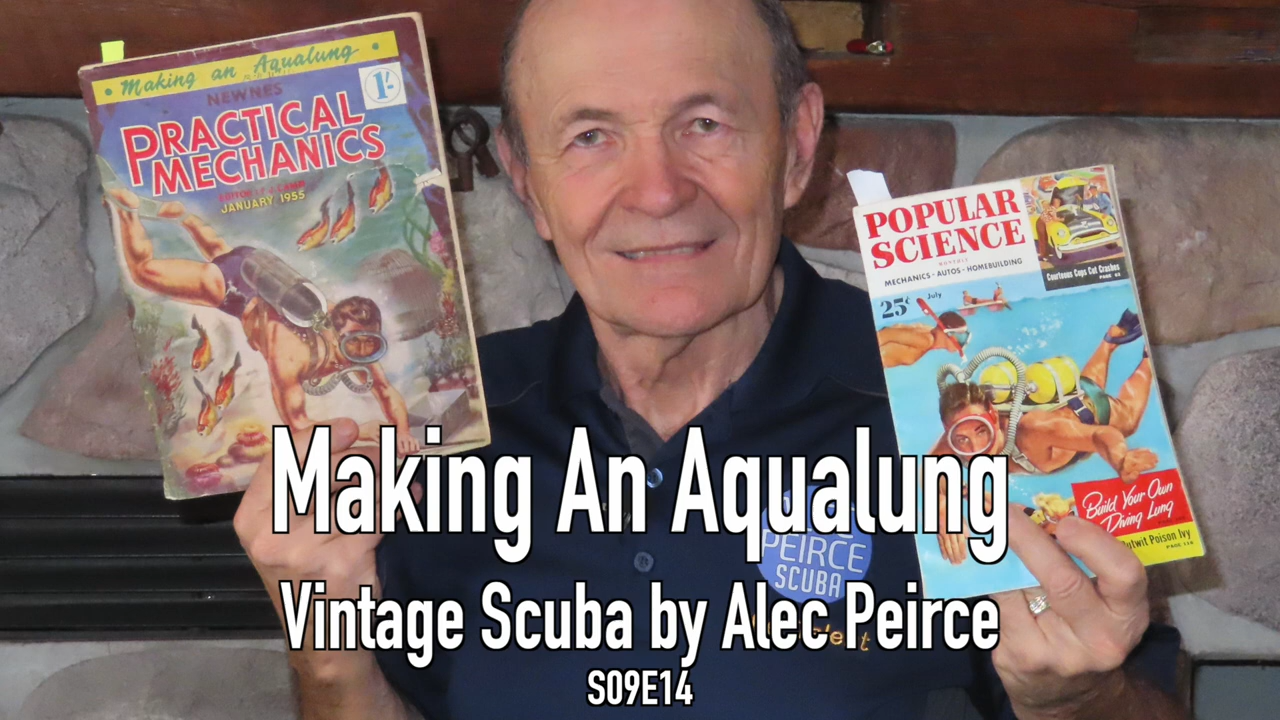 Making an Aqualung
NEWNES
PRACTICAL
MECHANICS
1/-
JANUARY 1955
POPULAR
SCIENCE
MONTHLY
MECHANICS - AUTOS - HOMEBUILDING
25¢ July
Courteous Cops Cut Crashes
Build Your Own
Diving Lung
Outwit Poison Ivy
Making An Aqualung
PEIRCE
SCUBA
Vintage Scuba by Alec Peirce
S09E14